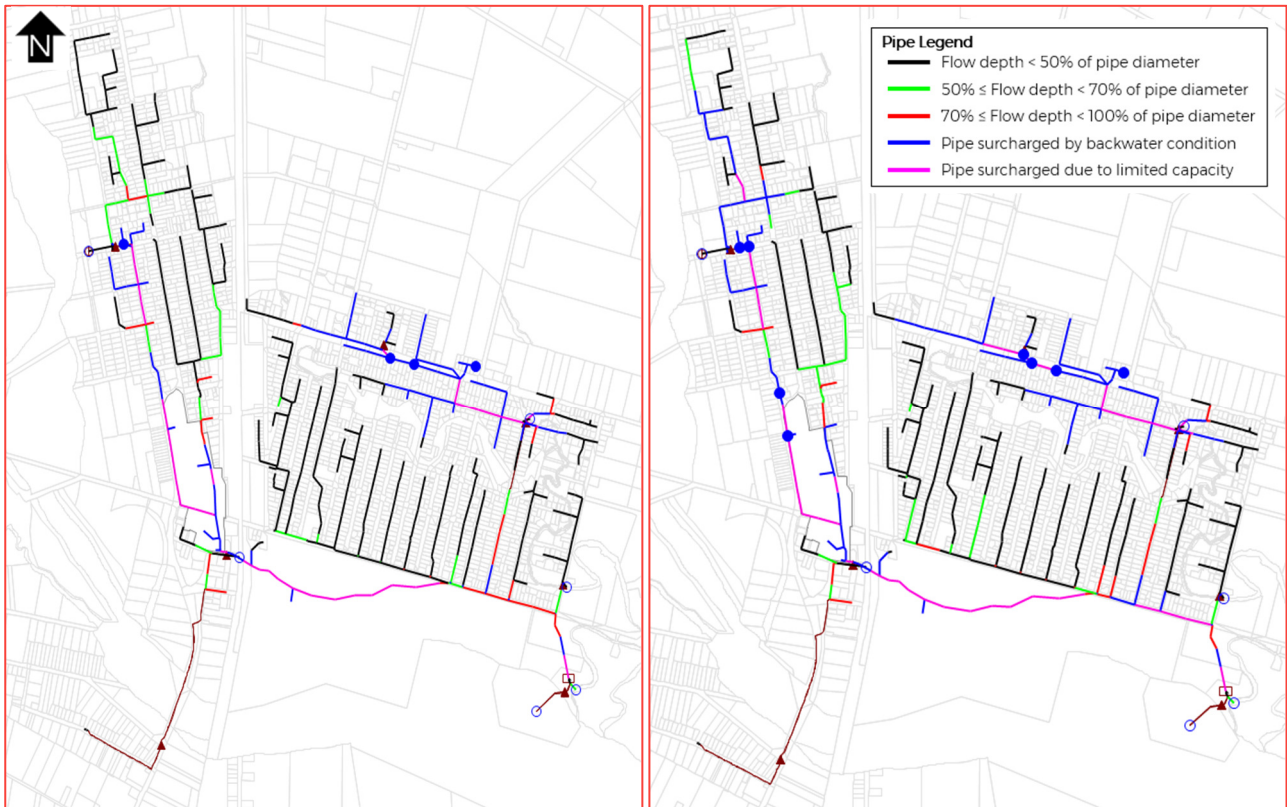 N
Pipe Legend
Flow depth < 50% of pipe diameter
50% ≤ Flow depth < 70% of pipe diameter
70% ≤ Flow depth < 100% of pipe diameter
Pipe surcharged by backwater condition
Pipe surcharged due to limited capacity